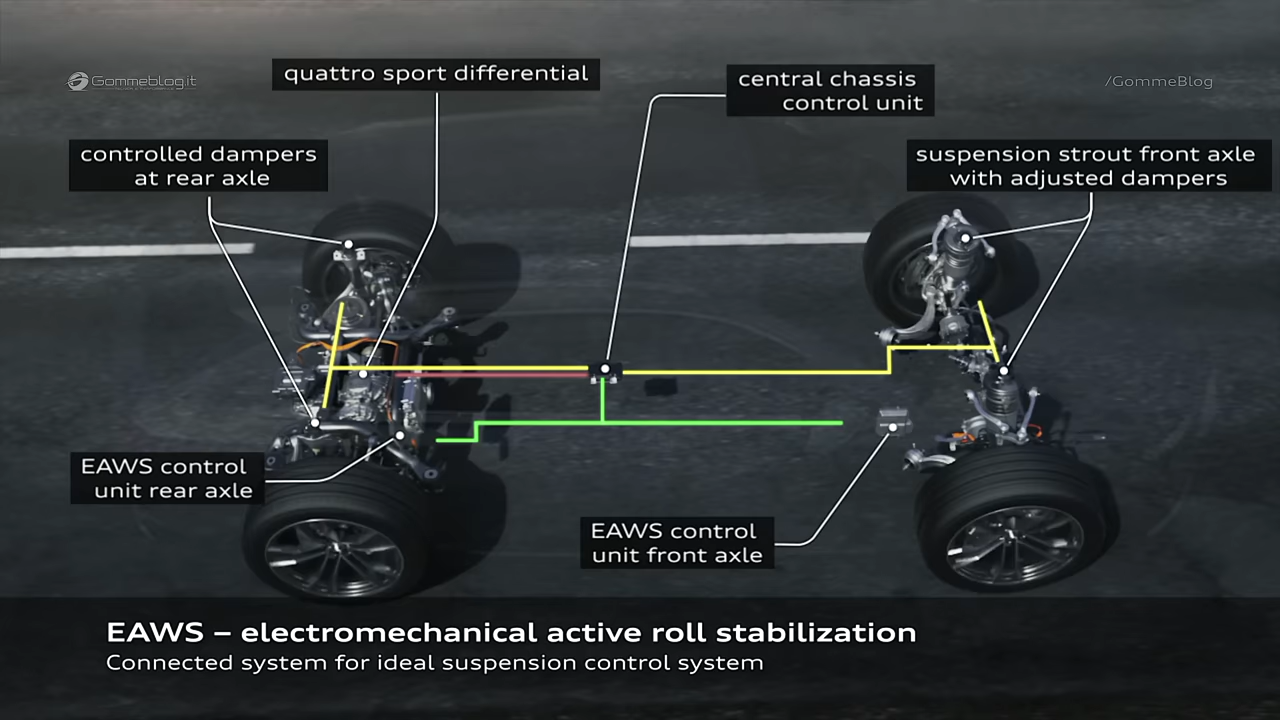 quattro sport differential
central chassis
control unit
Gommeblog.it
/GommeBlog
controlled dampers
at rear axle
suspension strout front axle
with adjusted dampers
EAWS control
unit rear axle
EAWS control
unit front axle
EAWS – electromechanical active roll stabilization
Connected system for ideal suspension control system